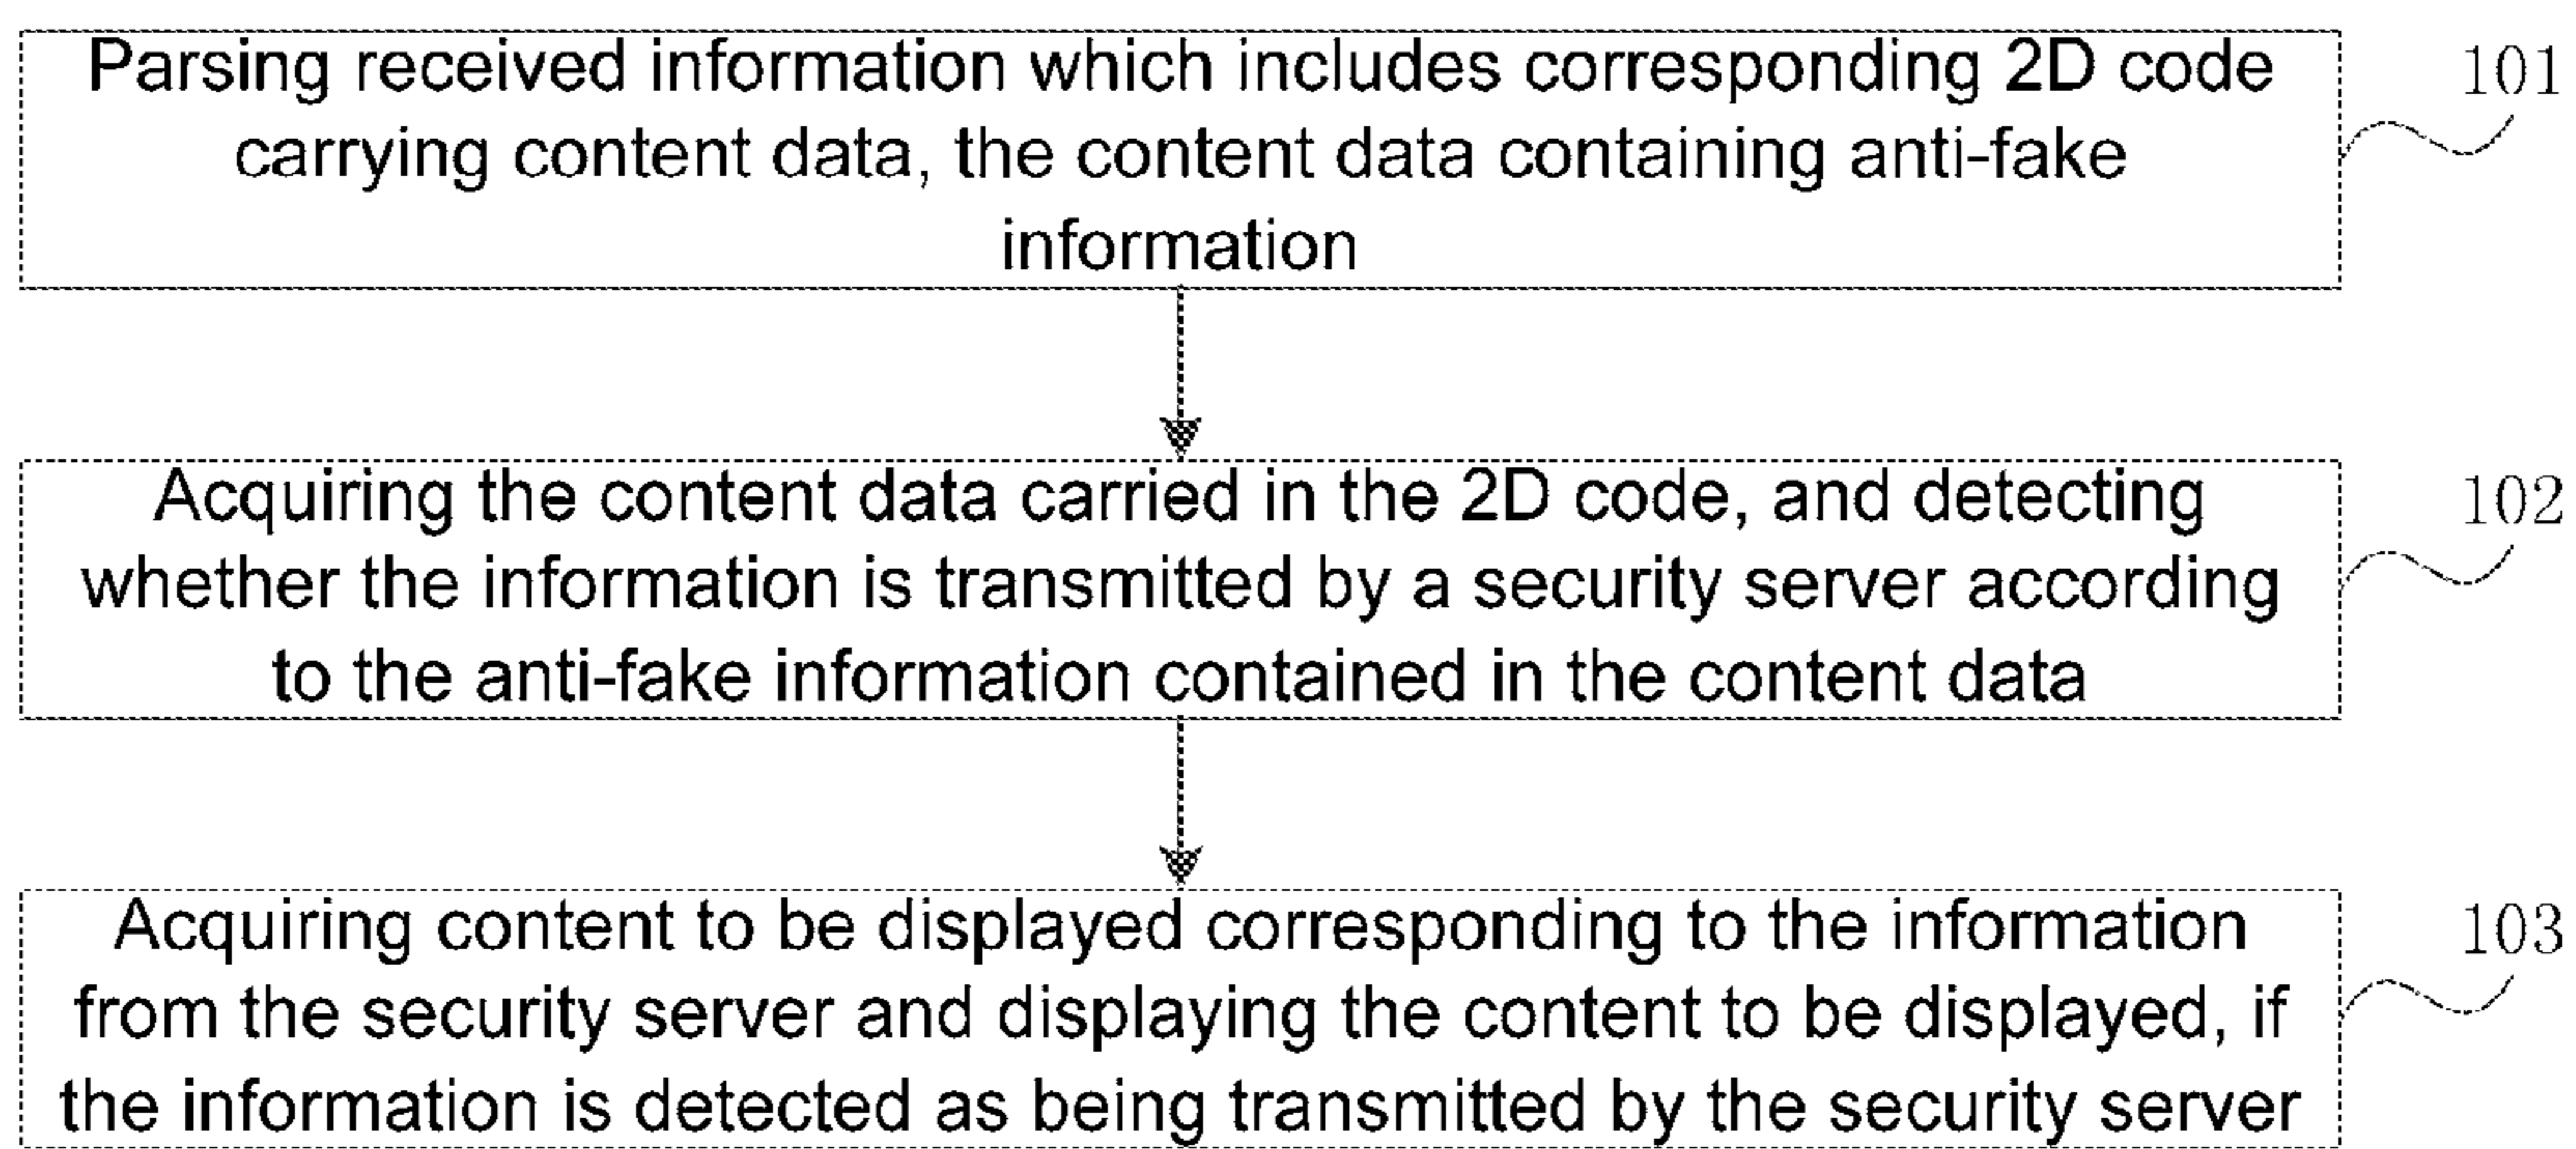 Parsing received information which includes corresponding 2D code 101
carrying content data, the content data containing anti-fake
information
Acquiring the content data carried in the 2D code, and detecting 102
whether the information is transmitted by a security server according
to the anti-fake information contained in the content data
Acquiring content to be displayed corresponding to the information 103
from the security server and displaying the content to be displayed, if
the information is detected as being transmitted by the security server